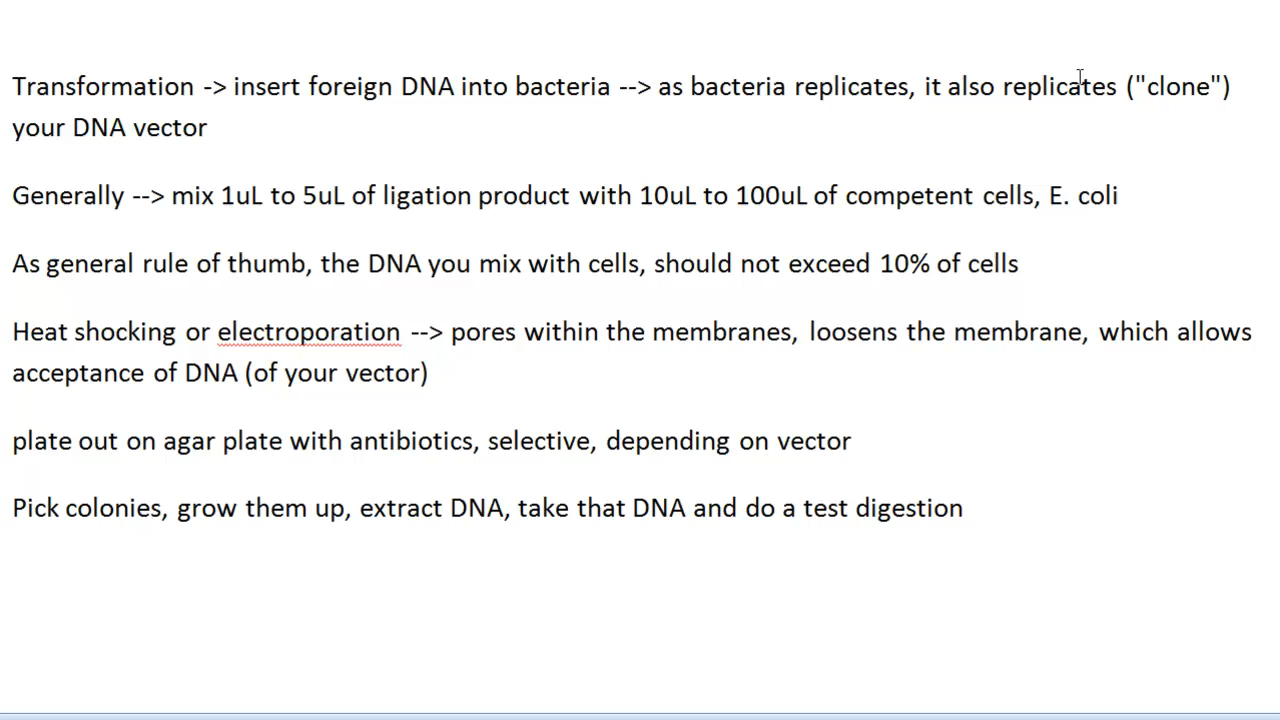 Transformation -> insert foreign DNA into bacteria --> as bacteria replicates, it also replicates ("clone")
your DNA vector
Generally --> mix 1uL to 5uL of ligation product with 10uL to 100uL of competent cells, E. coli
As general rule of thumb, the DNA you mix with cells, should not exceed 10% of cells
Heat shocking or electroporation --> pores within the membranes, loosens the membrane, which allows
acceptance of DNA (of your vector)
plate out on agar plate with antibiotics, selective, depending on vector
Pick colonies, grow them up, extract DNA, take that DNA and do a test digestion